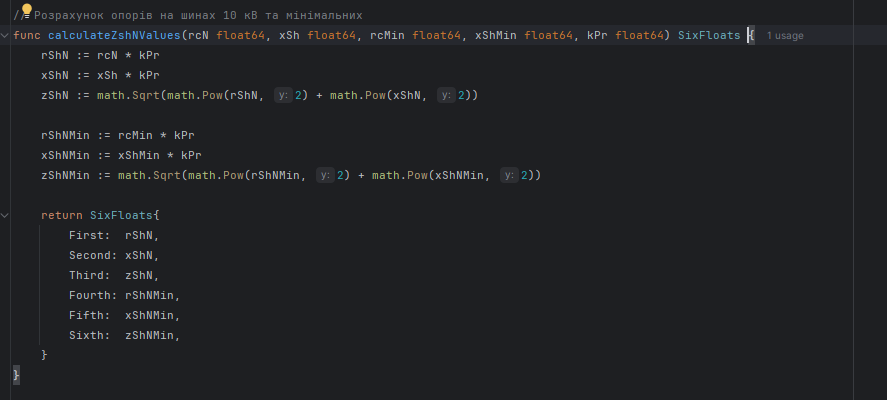 // Розрахунок опорів на шинах 10 кВ та мінімальних
func calculateZshNValues(rcN float64, xSh float64, rcMin float64, xShMin float64, kPr float64) SixFloats { 1 usage
    rShN := rcN * kPr
    xShN := xSh * kPr
    zShN := math.Sqrt(math.Pow(rShN, y: 2) + math.Pow(xShN, y: 2))

    rShNMin := rcMin * kPr
    xShNMin := xShMin * kPr
    zShNMin := math.Sqrt(math.Pow(rShNMin, y: 2) + math.Pow(xShNMin, y: 2))

    return SixFloats{
        First:  rShN,
        Second: xShN,
        Third:  zShN,
        Fourth: rShNMin,
        Fifth:  xShNMin,
        Sixth:  zShNMin,
    }
}